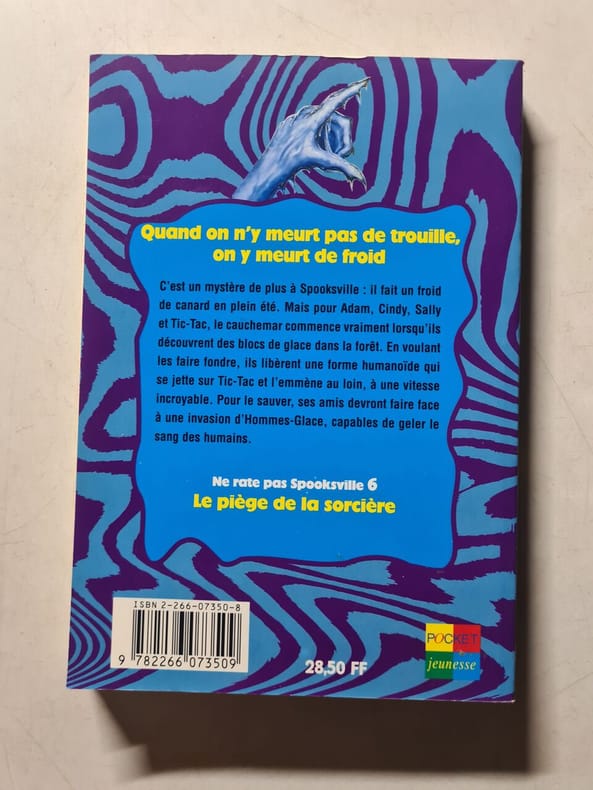 Quand on n'y meurt pas de trouille,
on y meurt de froid
C'est un mystère de plus à Spooksville : il fait un froid
de canard en plein été. Mais pour Adam, Cindy, Sally
et Tic-Tac, le cauchemar commence vraiment lorsqu'ils
découvrent des blocs de glace dans la forêt. En voulant
les faire fondre, ils libèrent une forme humanoïde qui
se jette sur Tic-Tac et l'emmène au loin, à une vitesse
incroyable. Pour le sauver, ses amis devront faire face
à une invasion d'Hommes-Glace, capables de geler le
sang des humains.
Ne rate pas Spooksville 6
Le piège de la sorcière
ISBN 2-266-07350-8
9 782266 073509
28,50 FF
POCKET
jeunesse